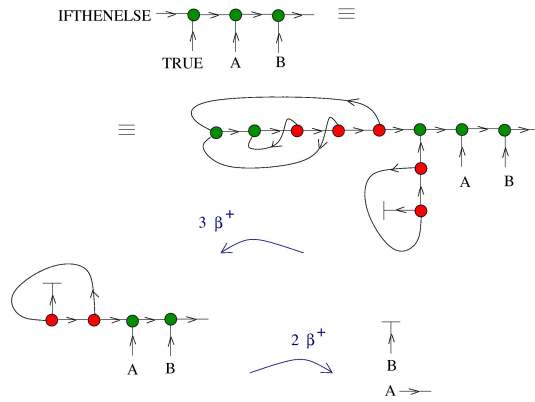 IFTHENELSE ≡
TRUE A B
≡
A B
3 β⁺
A B
2 β⁺
B
A